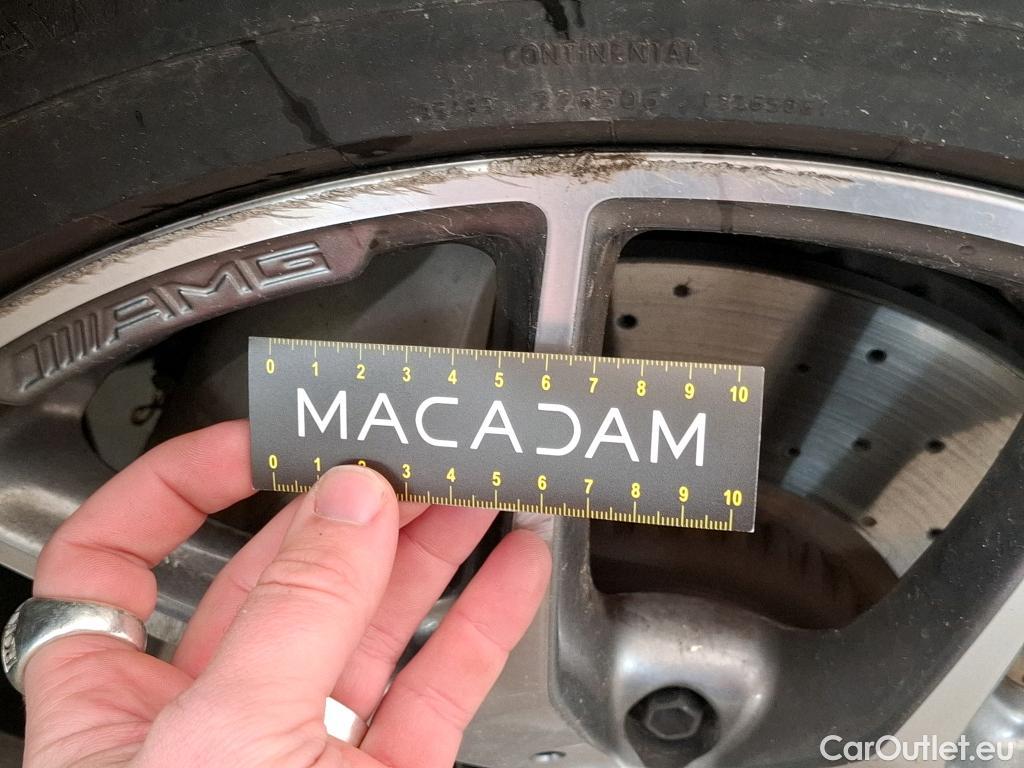 CONTINENTAL
AMG
0 1 2 3 4 5 6 7 8 9 10
MACADAM
0 1 2 3 4 5 6 7 8 9 10
CarOutlet.eu